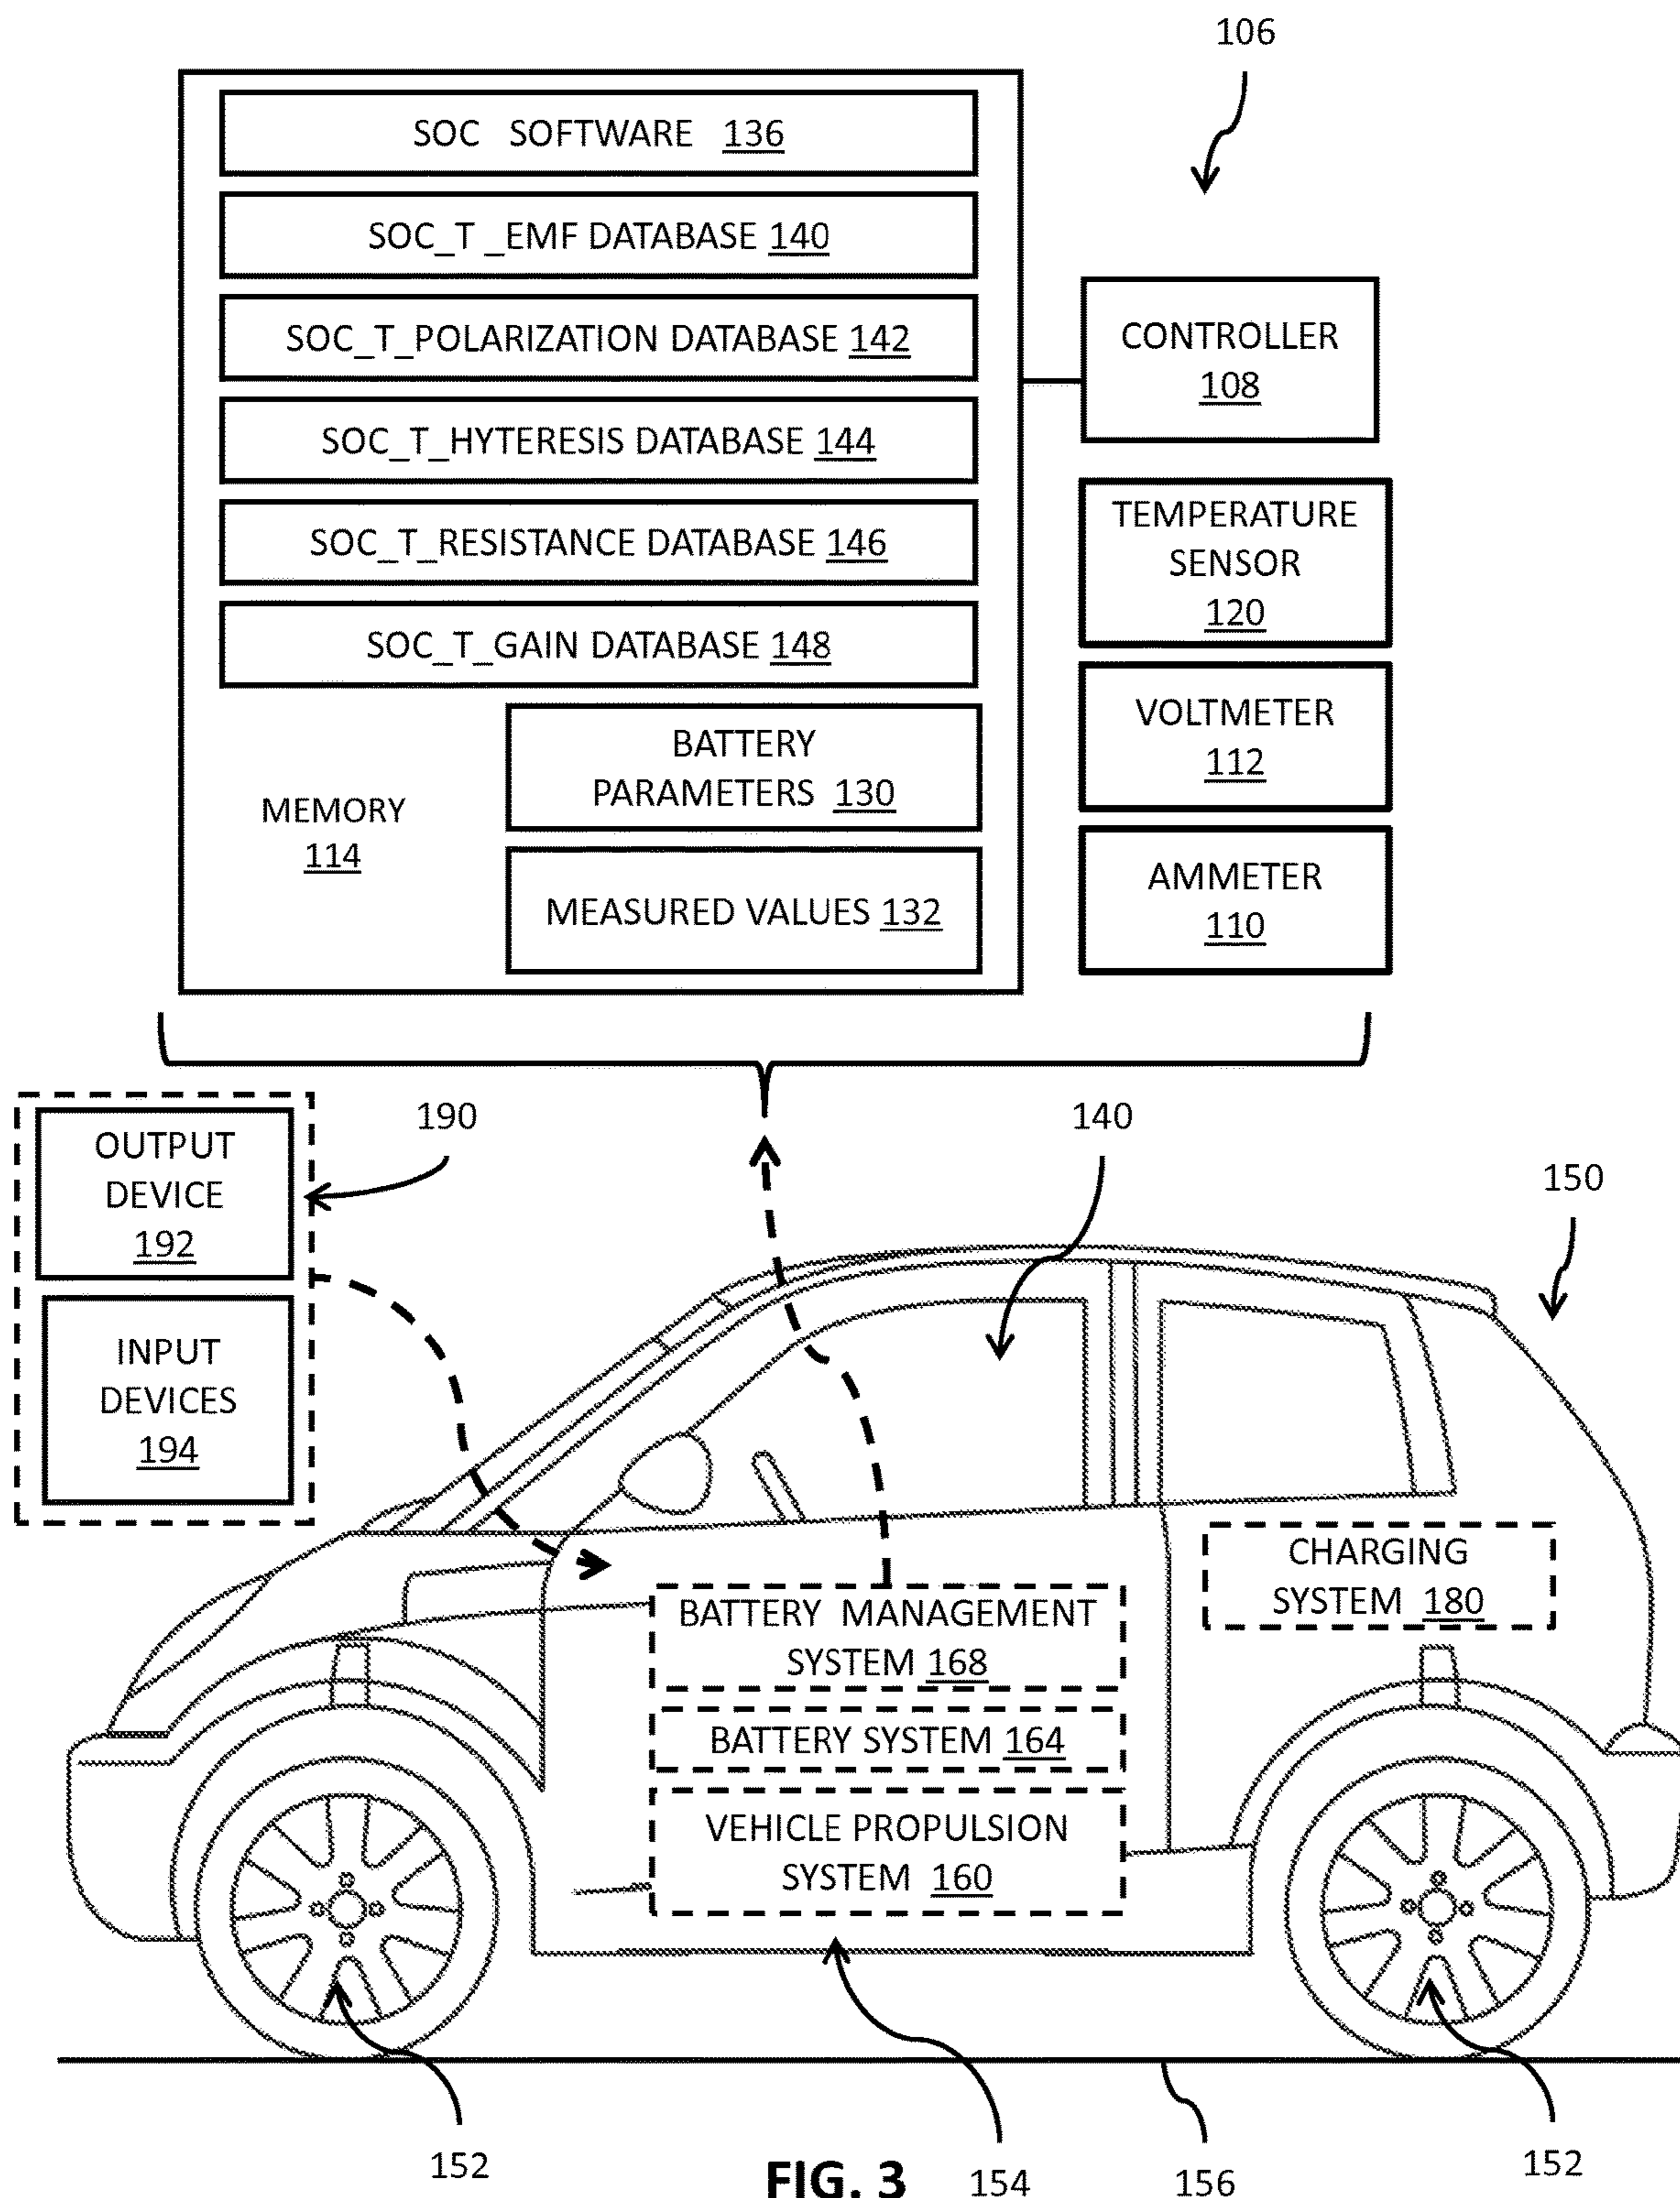 106
SOC SOFTWARE 136
SOC_T _EMF DATABASE 140
SOC_T_POLARIZATION DATABASE 142
SOC_T_HYTERESIS DATABASE 144
SOC_T_RESISTANCE DATABASE 146
SOC_T_GAIN DATABASE 148
BATTERY
PARAMETERS 130
MEMORY
114
MEASURED VALUES 132
CONTROLLER
108
TEMPERATURE
SENSOR
120
VOLTMETER
112
AMMETER
110
OUTPUT
DEVICE
192
INPUT
DEVICES
194
190
140
150
CHARGING
SYSTEM 180
BATTERY MANAGEMENT
SYSTEM 168
BATTERY SYSTEM 164
VEHICLE PROPULSION
SYSTEM 160
152
154
156
152
FIG. 3